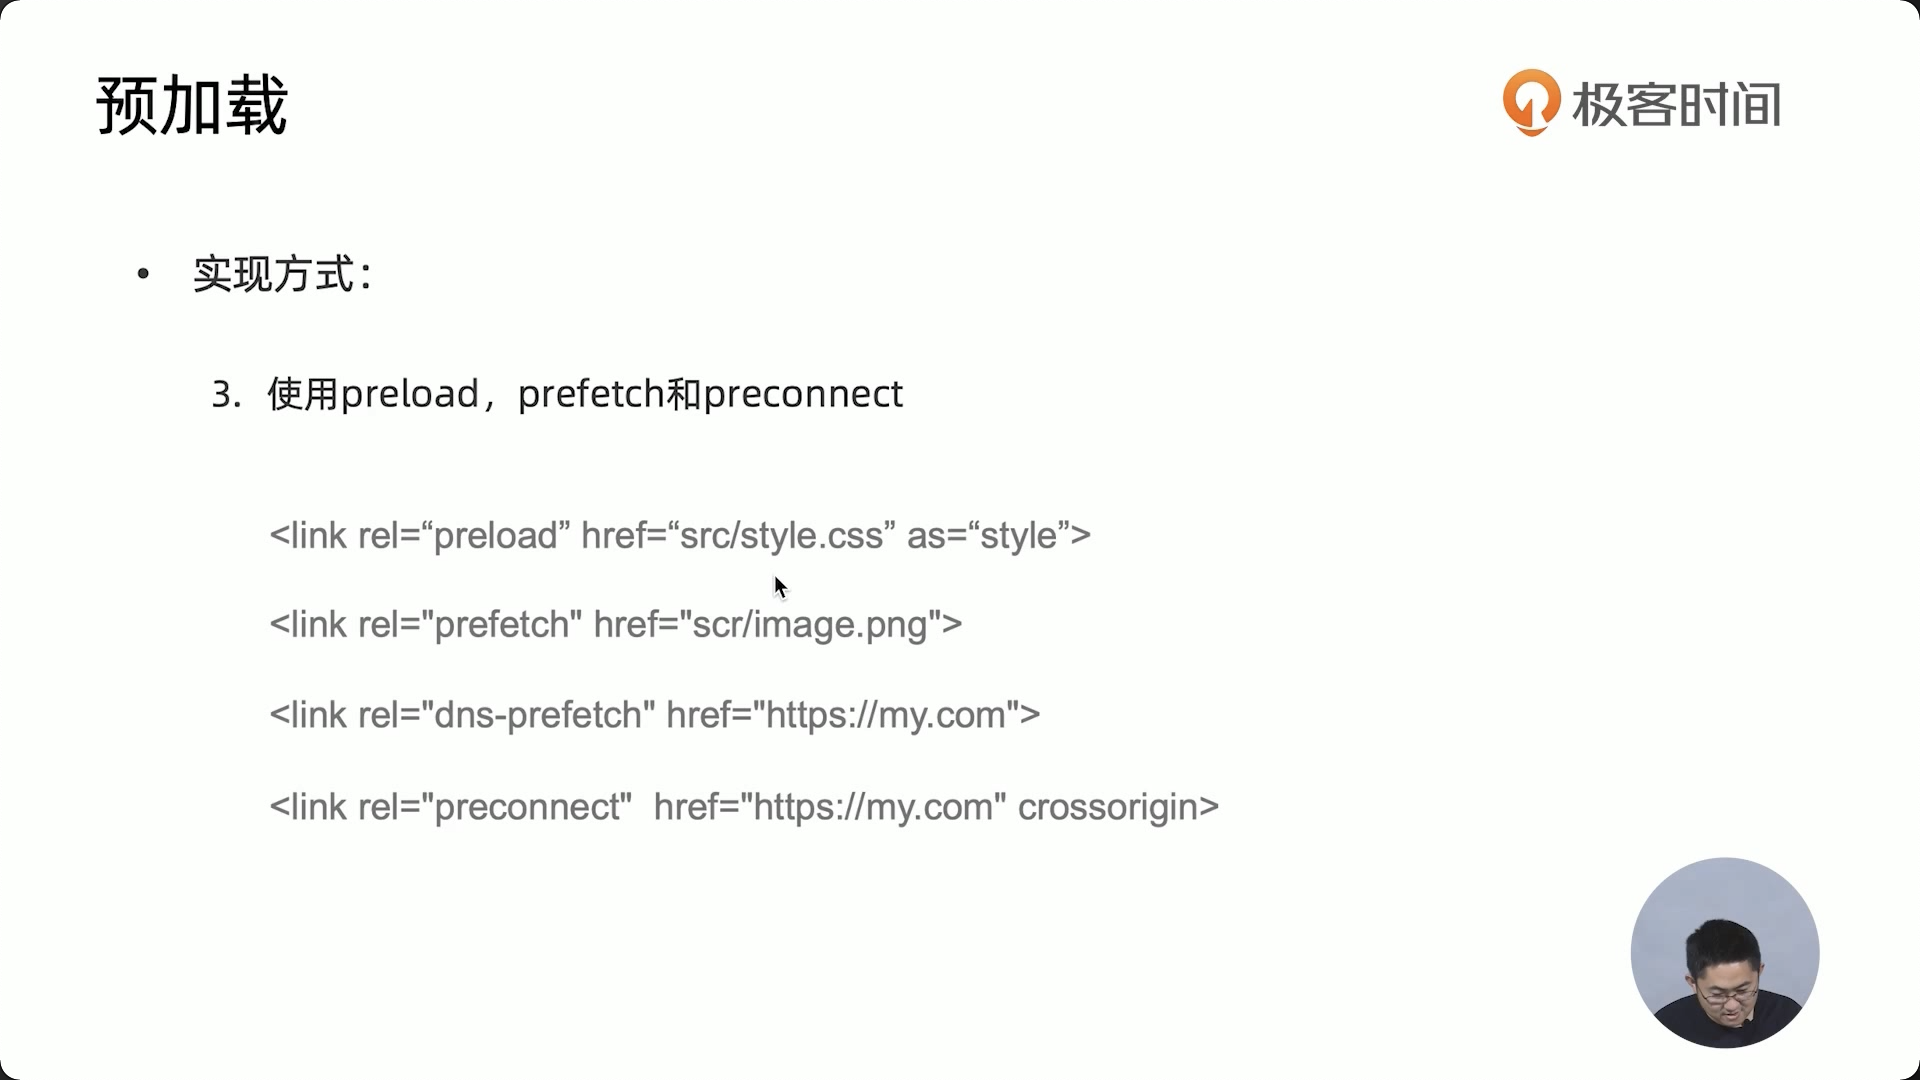 预加载
极客时间
• 实现方式：
3. 使用preload，prefetch和preconnect
<link rel=“preload” href=“src/style.css” as=“style”>
<link rel="prefetch" href="scr/image.png">
<link rel="dns-prefetch" href="https://my.com">
<link rel="preconnect"  href="https://my.com" crossorigin>